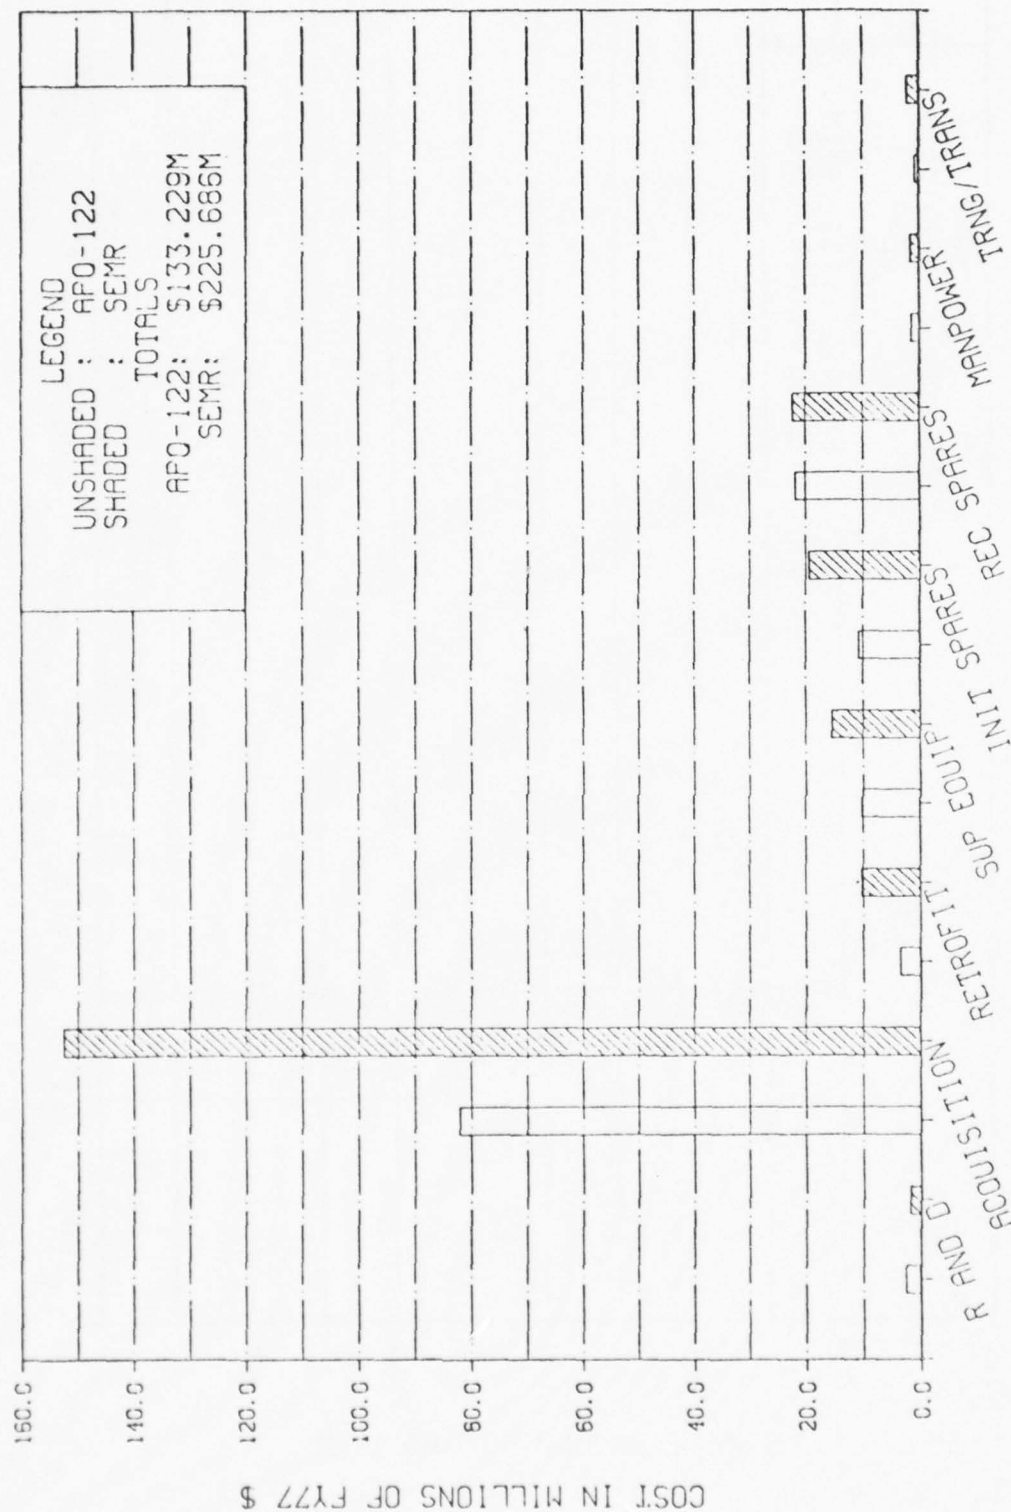 LEGEND
UNSHADED : APO-122
SHADED : SEMR
TOTALS
APO-122: $133.229M
SEMR: $225.686M
COST IN MILLIONS OF FY77 $
160.0
140.0
120.0
100.0
80.0
60.0
40.0
20.0
0.0
R AND D
ACQUISITION
RETROFIT
SUP EQUIP
INIT SPARES
REC SPARES
MANPOWER
TRNG/TRANS